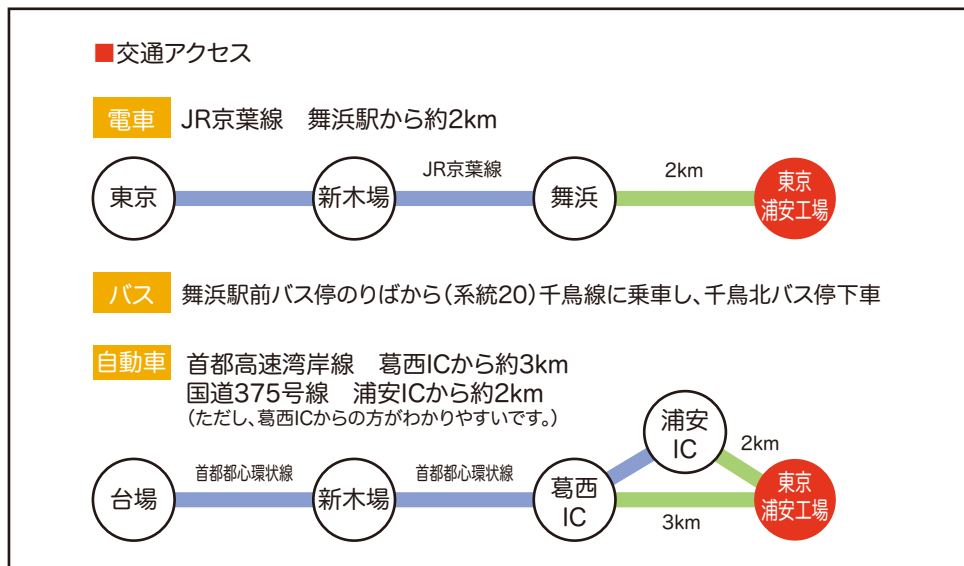 ■交通アクセス
電車 JR京葉線 舞浜駅から約2km
東京 新木場 JR京葉線 舞浜 2km 東京
浦安工場
バス 舞浜駅前バス停のりばから(系統20)千鳥線に乗車し、千鳥北バス停下車
自動車 首都高速湾岸線 葛西ICから約3km
国道375号線 浦安ICから約2km
(ただし、葛西ICからの方がわかりやすいです。)
浦安
IC
2km
台場 首都都心環状線 新木場 首都都心環状線 葛西
IC
3km
東京
浦安工場